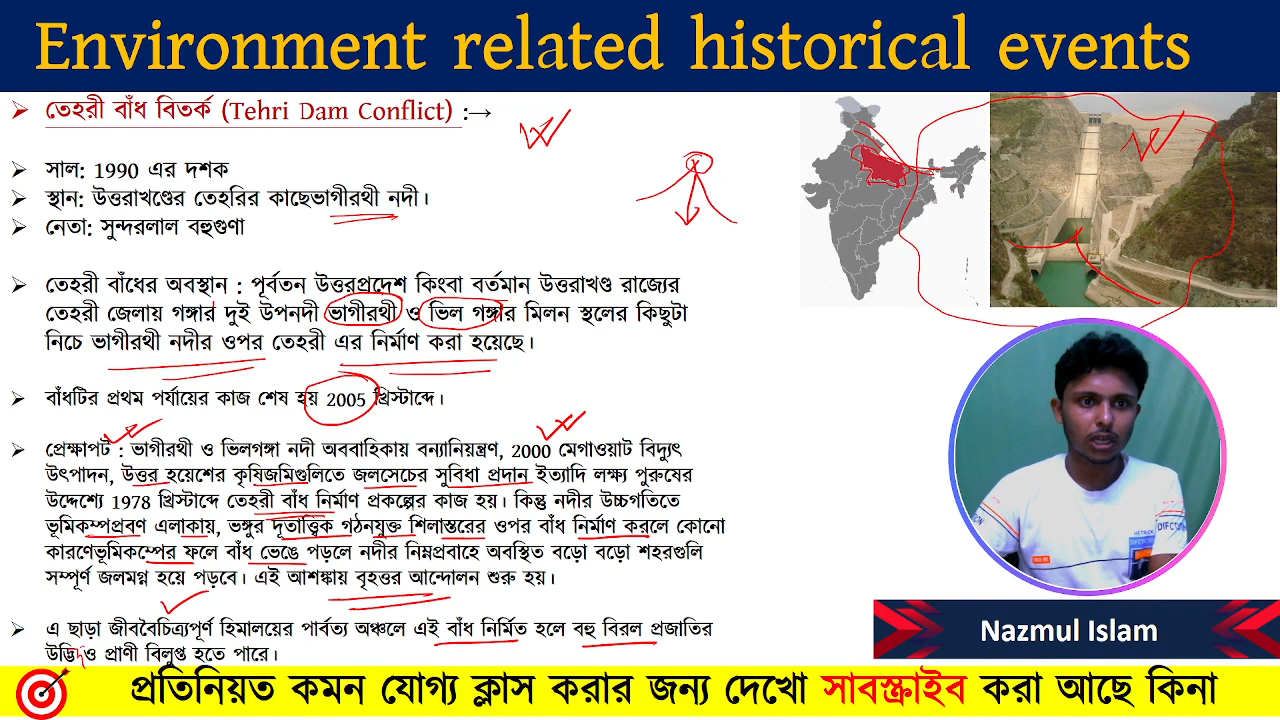 Environment related historical events
তেহরী বাঁধ বিতর্ক (Tehri Dam Conflict) :→
সাল: 1990 এর দশক
স্থান: উত্তরাখণ্ডের তেহরির কাছেভাগীরথী নদী।
নেতা: সুন্দরলাল বহুগুণা
তেহরী বাঁধের অবস্থান : পূর্বতন উত্তরপ্রদেশ কিংবা বর্তমান উত্তরাখণ্ড রাজ্যের
তেহরী জেলায় গঙ্গার দুই উপনদী ভাগীরথী ও ভিল গঙ্গার মিলন স্থলের কিছুটা
নিচে ভাগীরথী নদীর ওপর তেহরী এর নির্মাণ করা হয়েছে।
বাঁধটির প্রথম পর্যায়ের কাজ শেষ হয় 2005 খ্রিস্টাব্দে।
প্রেক্ষাপট : ভাগীরথী ও ভিলগঙ্গা নদী অববাহিকায় বন্যানিয়ন্ত্রণ, 2000 মেগাওয়াট বিদ্যুৎ
উৎপাদন, উত্তর হয়েশের কৃষিজমিগুলিতে জলসেচের সুবিধা প্রদান ইত্যাদি লক্ষ্য পুরুষের
উদ্দেশ্যে 1978 খ্রিস্টাব্দে তেহরী বাঁধ নির্মাণ প্রকল্পের কাজ হয়। কিন্তু নদীর উচ্চগতিতে
ভূমিকম্পপ্রবণ এলাকায়, ভঙ্গুর দূতাত্ত্বিক গঠনযুক্ত শিলাস্তরের ওপর বাঁধ নির্মাণ করলে কোনো
কারণেভূমিকম্পের ফলে বাঁধ ভেঙে পড়লে নদীর নিম্নপ্রবাহে অবস্থিত বড়ো বড়ো শহরগুলি
সম্পূর্ণ জলমগ্ন হয়ে পড়বে। এই আশঙ্কায় বৃহত্তর আন্দোলন শুরু হয়।
এ ছাড়া জীববৈচিত্র্যপূর্ণ হিমালয়ের পার্বত্য অঞ্চলে এই বাঁধ নির্মিত হলে বহু বিরল প্রজাতির
উদ্ভিদ ও প্রাণী বিলুপ্ত হতে পারে।
Nazmul Islam
প্রতিনিয়ত কমন যোগ্য ক্লাস করার জন্য দেখো সাবস্ক্রাইব করা আছে কিনা